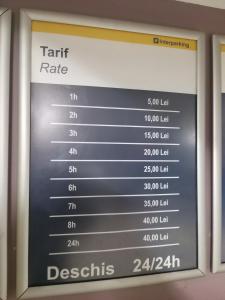 Interparking
Tarif
Rate
1h 5,00 Lei
2h 10,00 Lei
3h 15,00 Lei
4h 20,00 Lei
5h 25,00 Lei
6h 30,00 Lei
7h 35,00 Lei
8h 40,00 Lei
24h 40,00 Lei
Deschis 24/24h